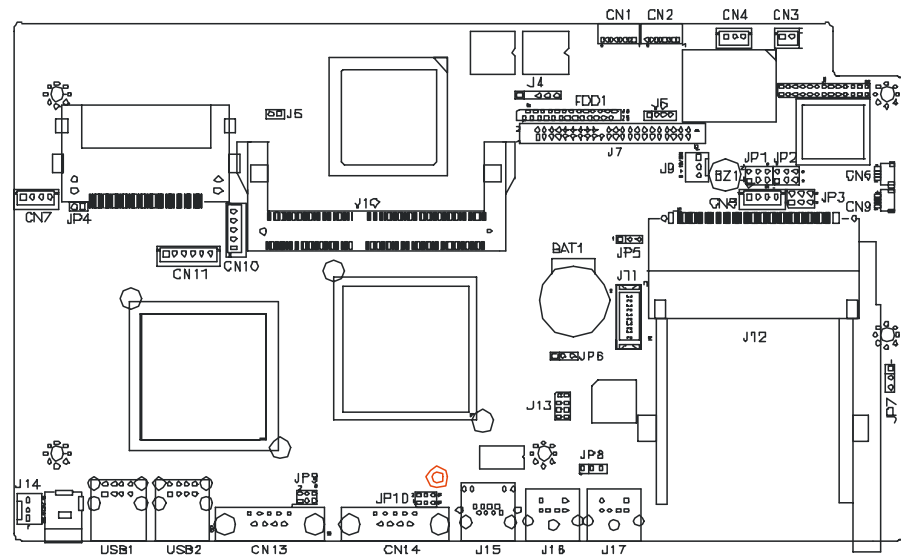 CN1 CN2 CN4 CN3
J4
FDD1
J6
J5
J7
J9
BZ1
JP1 JP2
CN6
CN7
JP4
J10
CN8
JP3
CN9
CN11
CN10
BAT1
JP5
J11
J12
JP6
JP7
J13
JP8
J14
JP9
JP10
USB1 USB2 CN13 CN14 J15 J16 J17